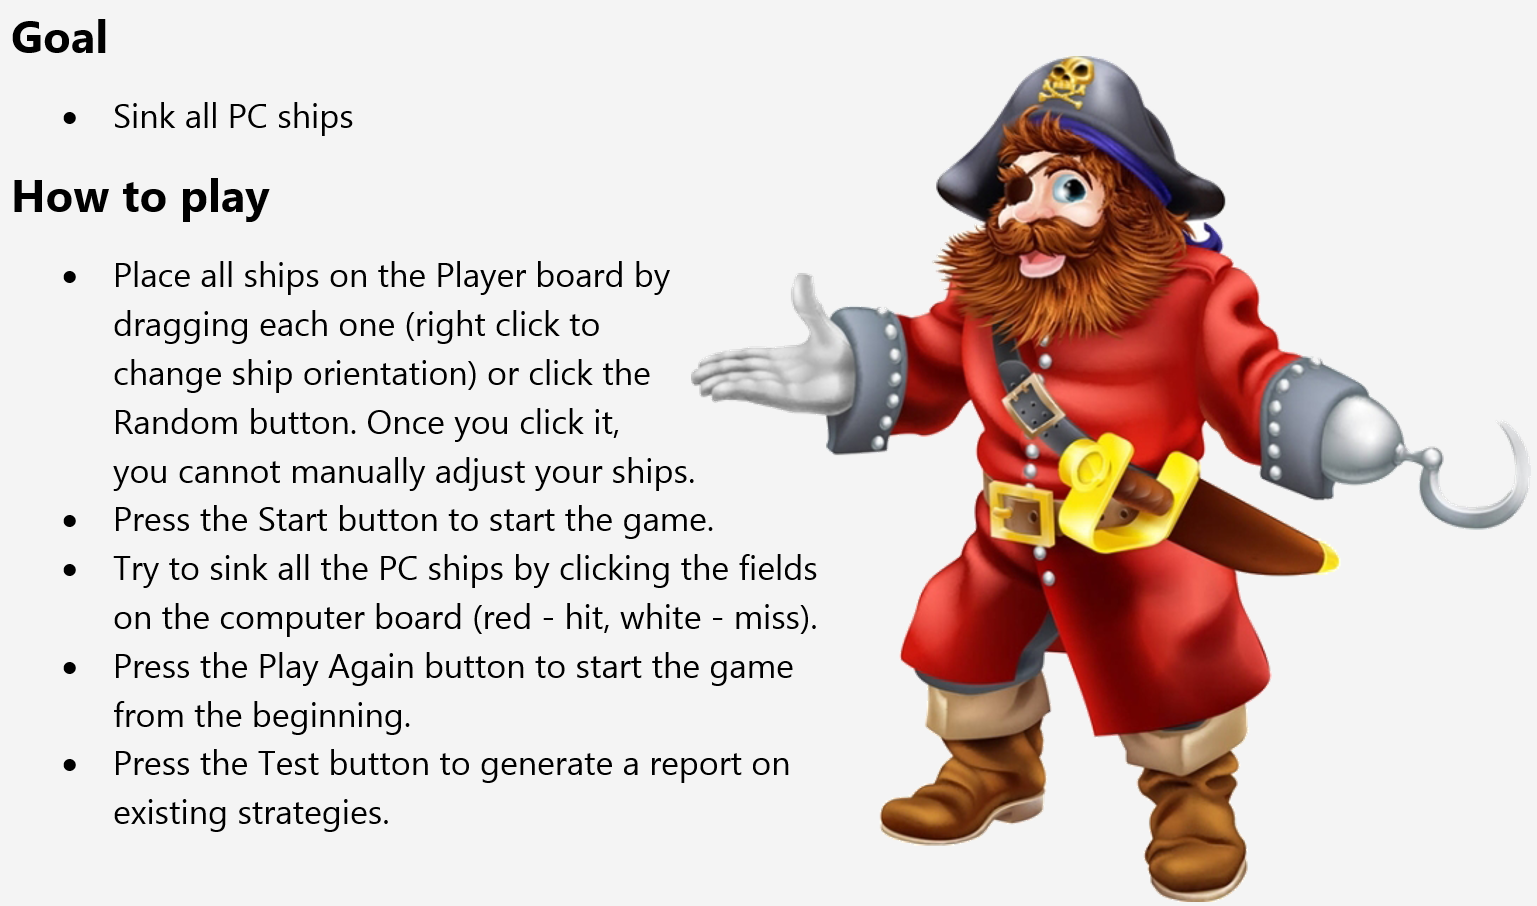 Goal
• Sink all PC ships
How to play
• Place all ships on the Player board by
dragging each one (right click to
change ship orientation) or click the
Random button. Once you click it,
you cannot manually adjust your ships.
• Press the Start button to start the game.
• Try to sink all the PC ships by clicking the fields
on the computer board (red - hit, white - miss).
• Press the Play Again button to start the game
from the beginning.
• Press the Test button to generate a report on
existing strategies.